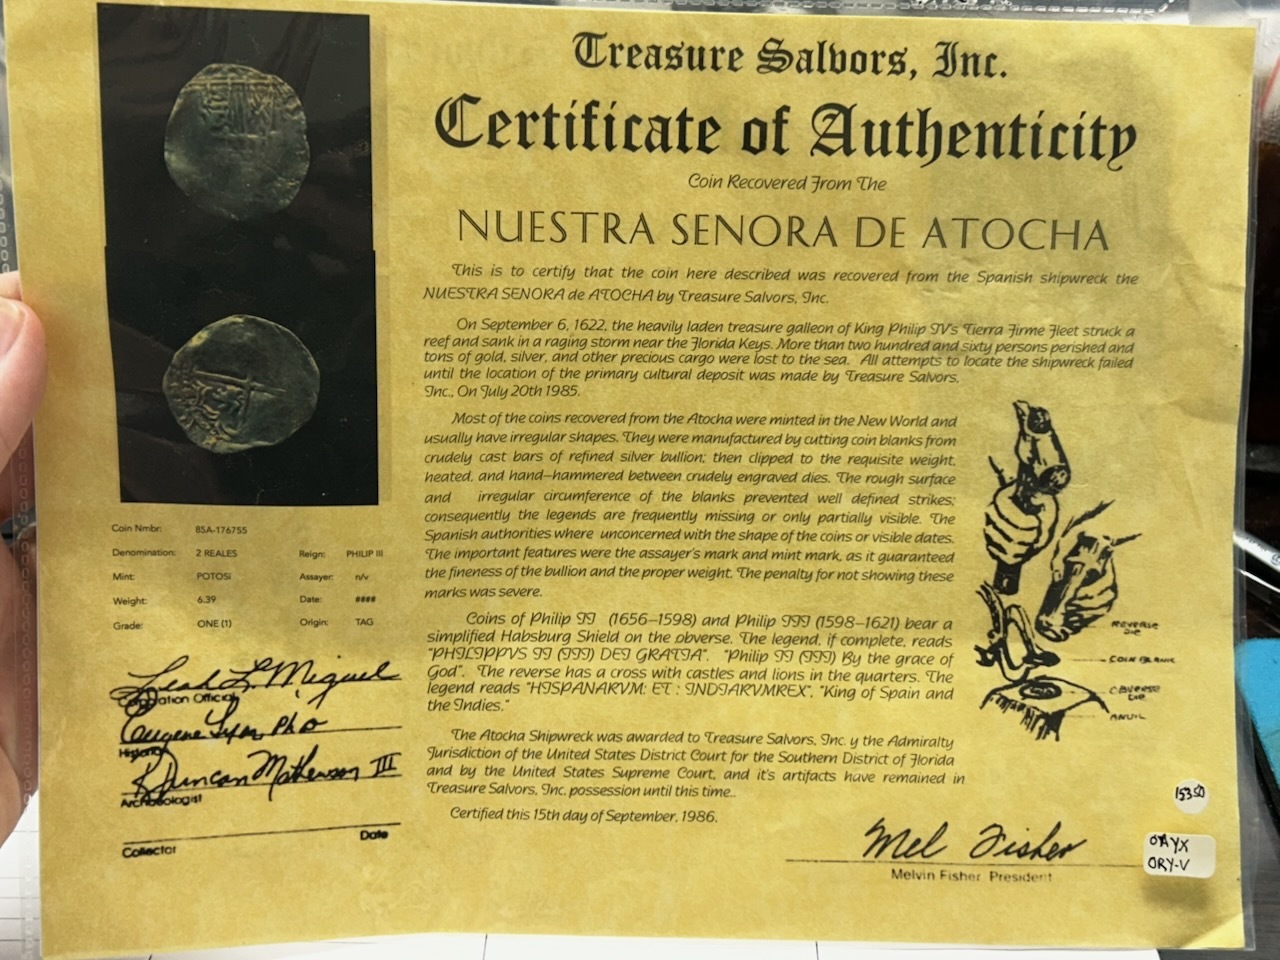 Treasure Salvors, Inc.
Certificate of Authenticity
Coin Recovered From The
NUESTRA SENORA DE ATOCHA
This is to certify that the coin here described was recovered from the Spanish shipwreck the
NUESTRA SENORA de ATOCHA by Treasure Salvors, Inc.
On September 6, 1622, the heavily laden treasure galleon of King Philip IV's Tierra Firme Fleet struck a
reef and sank in a raging storm near the Florida Keys. More than two hundred and sixty persons perished and
tons of gold, silver, and other precious cargo were lost to the sea. All attempts to locate the shipwreck failed
until the location of the primary cultural deposit was made by Treasure Salvors,
Inc., On July 20th 1985.
Most of the coins recovered from the Atocha were minted in the New World and
usually have irregular shapes. They were manufactured by cutting coin blanks from
crudely cast bars of refined silver bullion; then clipped to the requisite weight,
heated, and hand-hammered between crudely engraved dies. The rough surface
and irregular circumference of the blanks prevented well defined strikes;
consequently the legends are frequently missing or only partially visible. The
Spanish authorities where unconcerned with the shape of the coins or visible dates.
The important features were the assayer's mark and mint mark, as it guaranteed
the fineness of the bullion and the proper weight. The penalty for not showing these
marks was severe.
Coins of Philip II (1656-1598) and Philip III (1598-1621) bear a
simplified Habsburg Shield on the obverse. The legend, if complete, reads
"PHILIPPVS II (III) DEI GRATIA", "Philip II (III) By the grace of
God". The reverse has a cross with castles and lions in the quarters. The
legend reads "HISPANARVM: ET : INDIARVMREX", "King of Spain and
the Indies."
The Atocha Shipwreck was awarded to Treasure Salvors, Inc. y the Admiralty
Jurisdiction of the United States District Court for the Southern District of Florida
and by the United States Supreme Court, and it's artifacts have remained in
Treasure Salvors, Inc. possession until this time..
Certified this 15th day of September, 1986.
Mel Fisher
Melvin Fisher, President
REVERSE
DIE
COIN BLANK
OBVERSE
DIE
ANVIL
153.50
ONYX
ORY-V
Coin Nmbr: 85A-176755
Denomination: 2 REALES Reign: PHILIP III
Mint: POTOSI Assayer: n/v
Weight: 6.39 Date: ####
Grade: ONE (1) Origin: TAG
Leah L. Miguel
Corporation Official
Eugene Lyon, PhD
Historian
R Duncan Mathewson III
Archaeologist
Date
Collector